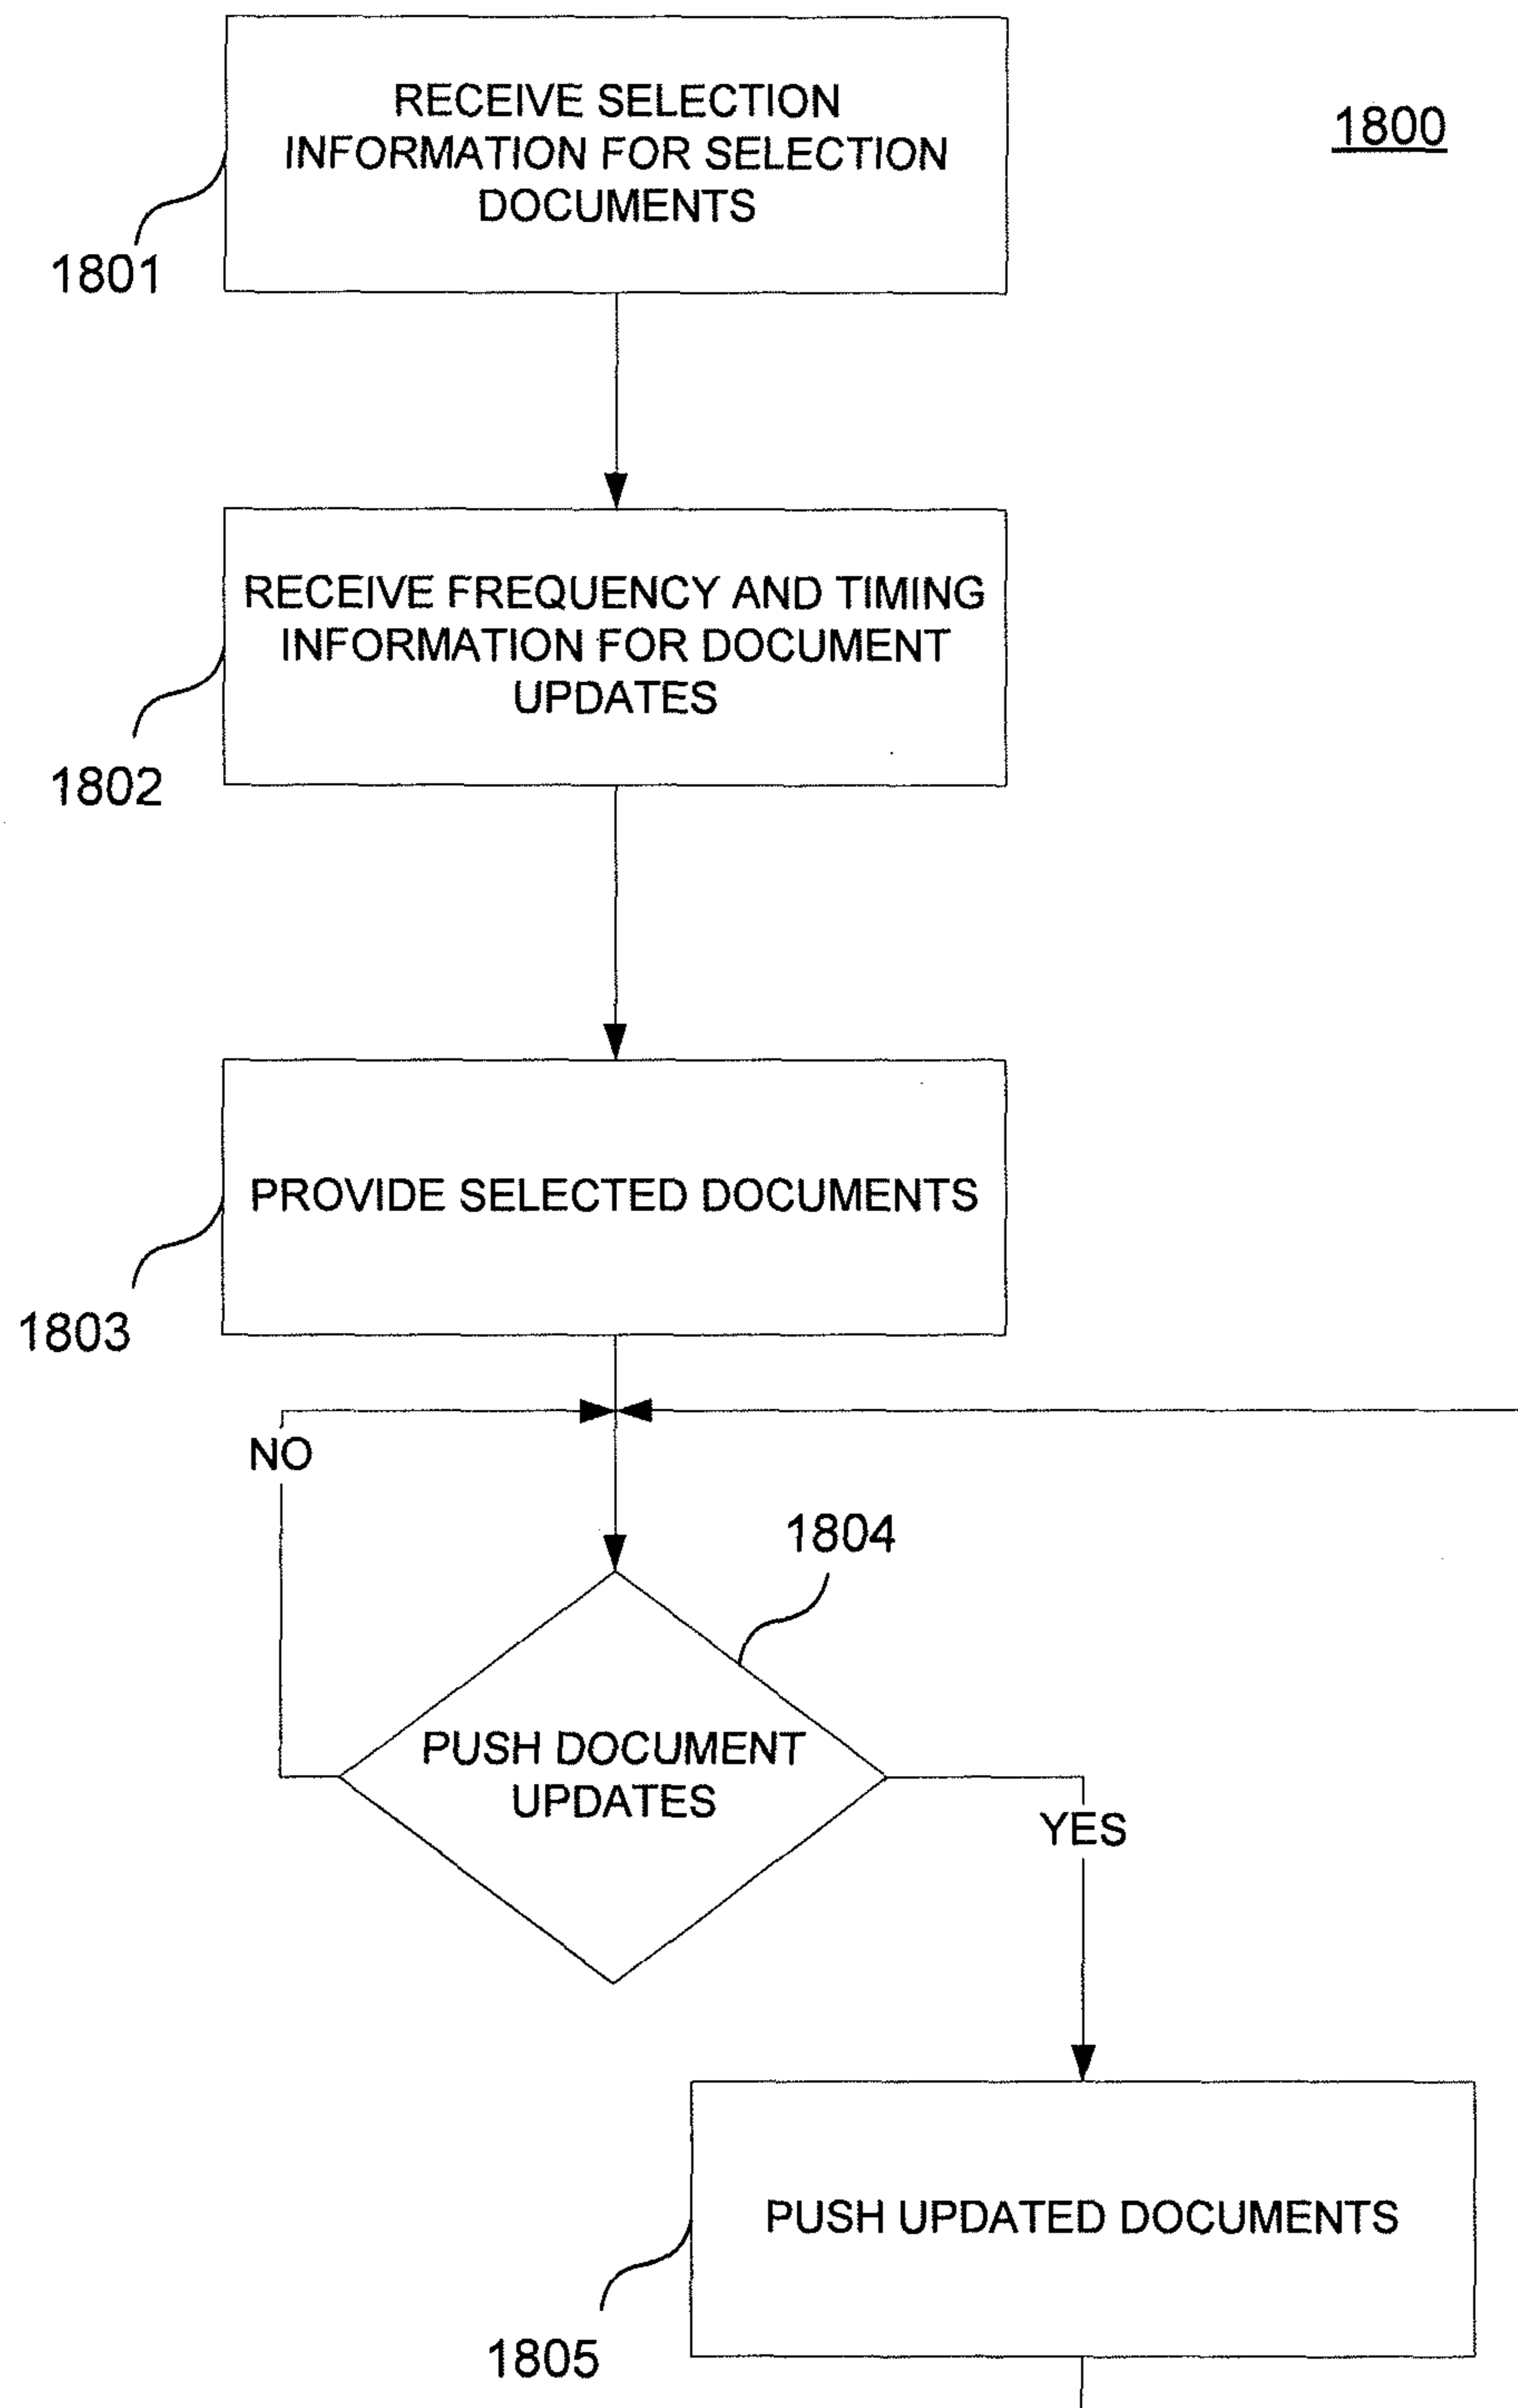 1800
RECEIVE SELECTION
INFORMATION FOR SELECTION
DOCUMENTS
1801
RECEIVE FREQUENCY AND TIMING
INFORMATION FOR DOCUMENT
UPDATES
1802
PROVIDE SELECTED DOCUMENTS
1803
NO
1804
PUSH DOCUMENT
UPDATES
YES
PUSH UPDATED DOCUMENTS
1805